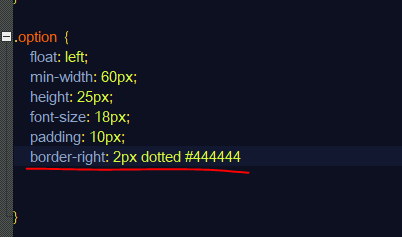 }
.option {
float: left;
min-width: 60px;
height: 25px;
font-size: 18px;
padding: 10px;
border-right: 2px dotted #444444
}